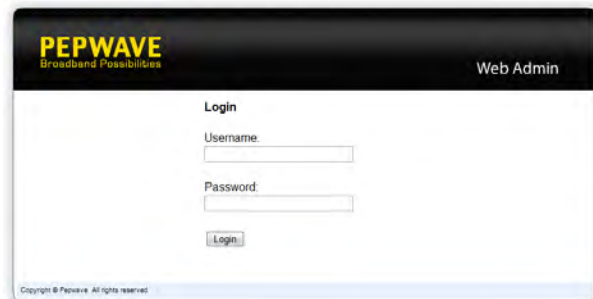 PEPWAVE
Broadband Possibilities
Web Admin
Login
Username:
Password:
Login
Copyright © Pepwave. All rights reserved.